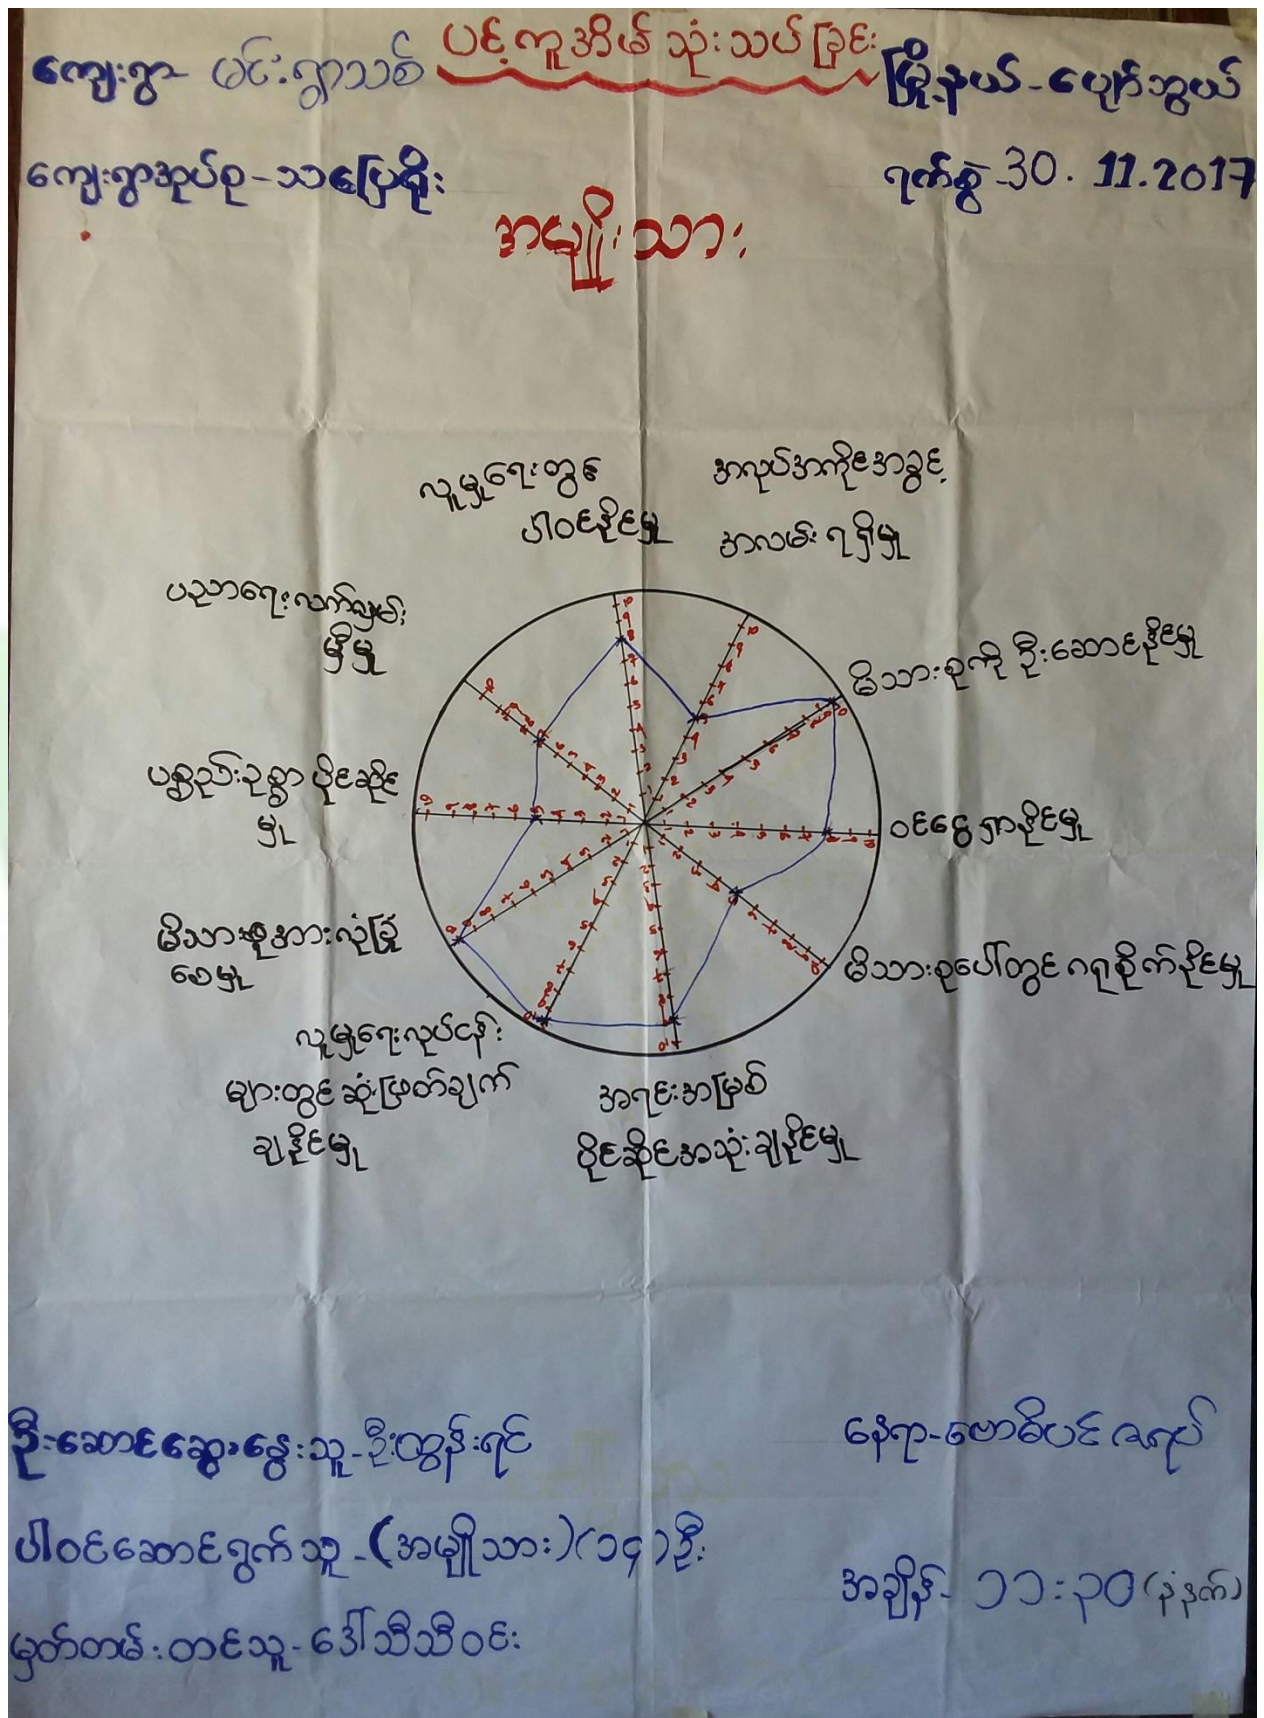 ပင့်ကူအိမ်သုံးသပ်ခြင်း
ကျေးရွာ- မင်းရွာသစ်
မြို့နယ်-ပျော်ဘွယ်
ကျေးရွာအုပ်စု-သပြေစိုး
ရက်စွဲ-30.11.2017
အမျိုးသား
လူမှုရေးတွင်
ပါဝင်နိုင်မှု
အလုပ်အကိုင်အခွင့်
အလမ်းရရှိမှု
ပညာရေးလက်လှမ်း
မှီမှု
မိသားစုကို ဦးဆောင်နိုင်မှု
ပစ္စည်းဥစ္စာ ပိုင်ဆိုင်
မှု
ဝင်ငွေရှာနိုင်မှု
မိသားစုအားလုံခြုံ
စေမှု
မိသားစုပေါ်တွင် ဂရုစိုက်နိုင်မှု
လူမှုရေးလုပ်ငန်း
များတွင် ဆုံးဖြတ်ချက်
ချနိုင်မှု
အရင်းအမြစ်
ပိုင်ဆိုင်အသုံးချနိုင်မှု
ဦးဆောင်ဆွေးနွေးသူ-ဦးထွန်းရင်
နေရာ-ဗောဓိပင်ဇရပ်
ပါဝင်ဆောင်ရွက်သူ-(အမျိုးသား)(၁၄)ဦး
အချိန်- ၁၁:၃၀(နံနက်)
မှတ်တမ်းတင်သူ-ဒေါ်သီသီဝင်း